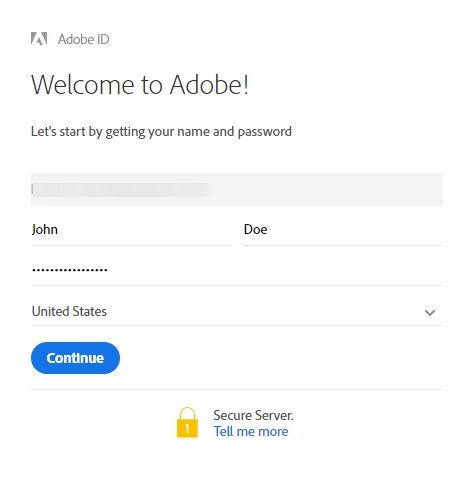 Adobe ID
Welcome to Adobe!
Let's start by getting your name and password
John Doe
•••••••••••••••••
United States
Continue
Secure Server.
Tell me more